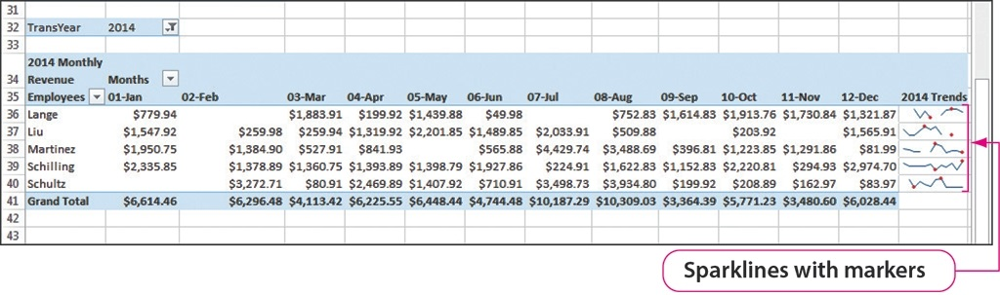 31
32 TransYear 2014
33
2014 Monthly
34 Revenue Months
35 Employees 01-Jan 02-Feb 03-Mar 04-Apr 05-May 06-Jun 07-Jul 08-Aug 09-Sep 10-Oct 11-Nov 12-Dec 2014 Trends
36 Lange $779.94 $1,883.91 $199.92 $1,439.88 $49.98 $752.83 $1,614.83 $1,913.76 $1,730.84 $1,321.87
37 Liu $1,547.92 $259.98 $259.94 $1,319.92 $2,201.85 $1,489.85 $2,033.91 $509.88 $203.92 $1,565.91
38 Martinez $1,950.75 $1,384.90 $527.91 $841.93 $565.88 $4,429.74 $3,488.69 $396.81 $1,223.85 $1,291.86 $81.99
39 Schilling $2,335.85 $1,378.89 $1,360.75 $1,393.89 $1,398.79 $1,927.86 $224.91 $1,622.83 $1,152.83 $2,220.81 $294.93 $2,974.70
40 Schultz $3,272.71 $80.91 $2,469.89 $1,407.92 $710.91 $3,498.73 $3,934.80 $199.92 $208.89 $162.97 $83.97
41 Grand Total $6,614.46 $6,296.48 $4,113.42 $6,225.55 $6,448.44 $4,744.48 $10,187.29 $10,309.03 $3,364.39 $5,771.23 $3,480.60 $6,028.44
42
43
Sparklines with markers